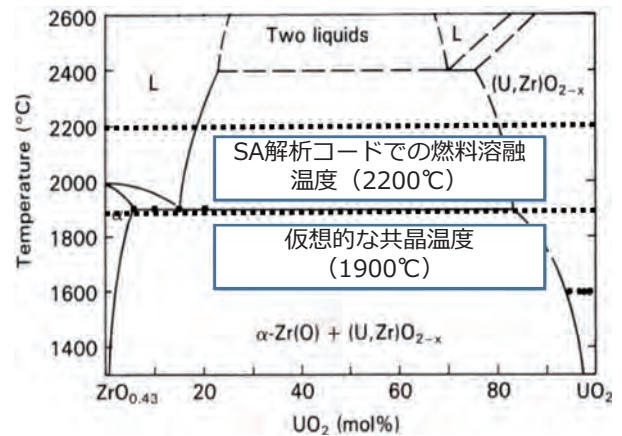 2600
Two liquids
L
2400
(U,Zr)O2-x
L
2200
SA解析コードでの燃料溶融
温度（2200℃）
Temperature (°C)
2000
α
1800
仮想的な共晶温度
（1900℃）
1600
α-Zr(O) + (U,Zr)O2-x
1400
ZrO0.43 20 40 60 80 UO2
UO2 (mol%)